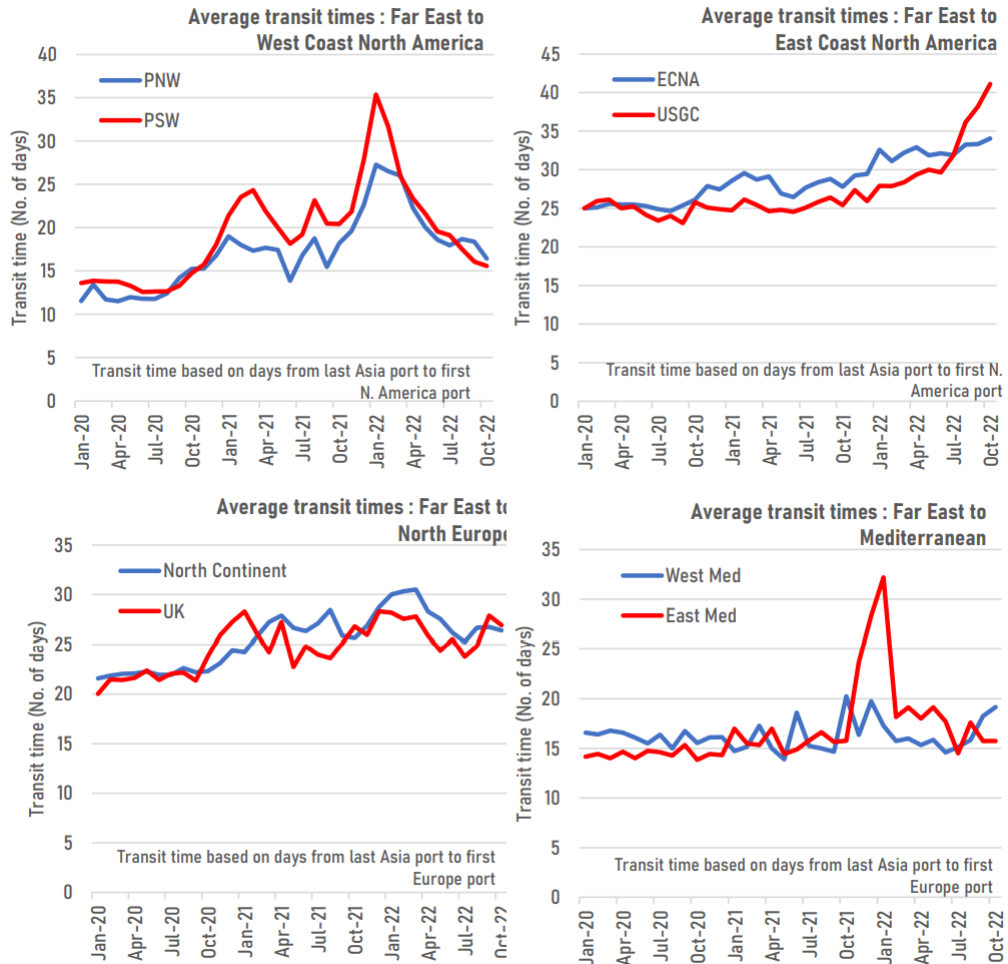 Average transit times : Far East to
West Coast North America
40
35
30
25
20
15
10
5
0
Transit time (No. of days)
PNW
PSW
Transit time based on days from last Asia port to first
N. America port
Jan-20
Apr-20
Jul-20
Oct-20
Jan-21
Apr-21
Jul-21
Oct-21
Jan-22
Apr-22
Jul-22
Oct-22
Average transit times : Far East to
East Coast North America
45
40
35
30
25
20
15
10
5
0
Transit time (No. of days)
ECNA
USGC
Transit time based on days from last Asia port to first N.
America port
Jan-20
Apr-20
Jul-20
Oct-20
Jan-21
Apr-21
Jul-21
Oct-21
Jan-22
Apr-22
Jul-22
Oct-22
Average transit times : Far East to
North Europe
35
30
25
20
15
10
5
0
Transit time (No. of days)
North Continent
UK
Transit time based on days from last Asia port to first
Europe port
Jan-20
Apr-20
Jul-20
Oct-20
Jan-21
Apr-21
Jul-21
Oct-21
Jan-22
Apr-22
Jul-22
Oct-22
Average transit times : Far East to
Mediterranean
35
30
25
20
15
10
5
0
Transit time (No. of days)
West Med
East Med
Transit time based on days from last Asia port to first
Europe port
Jan-20
Apr-20
Jul-20
Oct-20
Jan-21
Apr-21
Jul-21
Oct-21
Jan-22
Apr-22
Jul-22
Oct-22